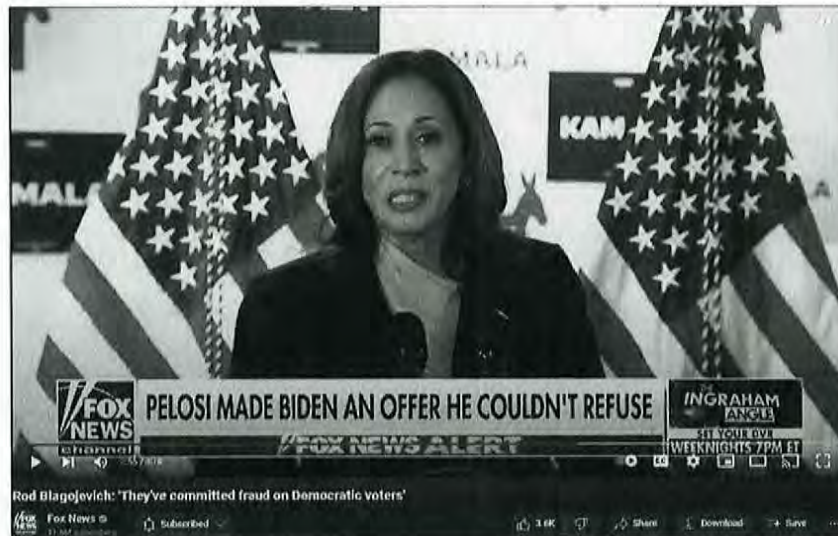 MALA
KAM
MALA
FOX
NEWS
channel
PELOSI MADE BIDEN AN OFFER HE COULDN'T REFUSE
THE
INGRAHAM
ANGLE
FOX NEWS ALERT
SET YOUR DVR
WEEKNIGHTS 7PM ET
CC
Rod Blagojevich: 'They've committed fraud on Democratic voters'
Fox News
Subscribed
3.6K
Share
Download
Save